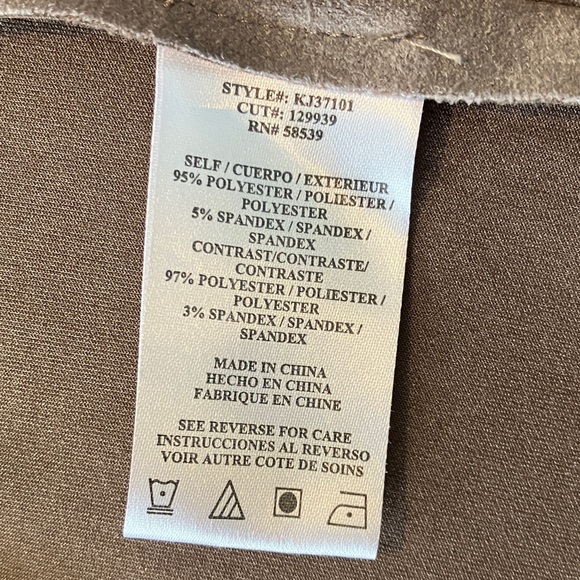 STYLE#: KJ37101
CUT#: 129939
RN# 58539
SELF / CUERPO / EXTERIEUR
95% POLYESTER / POLIESTER /
POLYESTER
5% SPANDEX / SPANDEX /
SPANDEX
CONTRAST/CONTRASTE/
CONTRASTE
97% POLYESTER / POLIESTER /
POLYESTER
3% SPANDEX / SPANDEX /
SPANDEX
MADE IN CHINA
HECHO EN CHINA
FABRIQUE EN CHINE
SEE REVERSE FOR CARE
INSTRUCCIONES AL REVERSO
VOIR AUTRE COTE DE SOINS